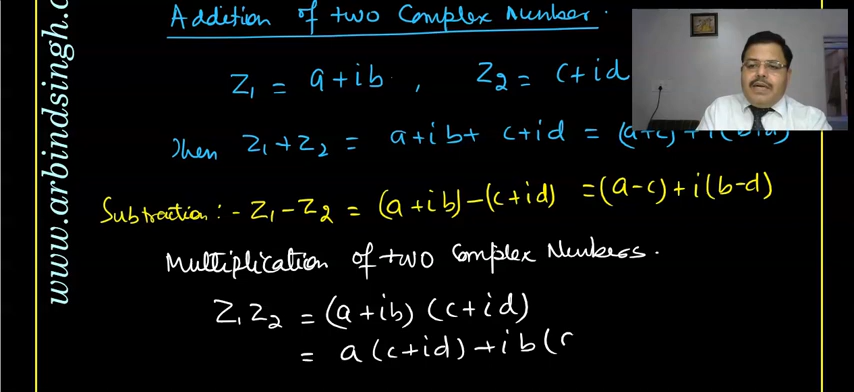 Addition of two Complex Number.
Z₁ = a+ib , Z₂ = c+id
Then Z₁+Z₂ = a+ib+ c+id = (a+c)+i(b+d)
Subtraction:- Z₁-Z₂ = (a+ib)-(c+id) =(a-c)+i(b-d)
Multiplication of two Complex Numbers.
Z₁Z₂ = (a+ib)(c+id)
= a(c+id)+ib(
www.arbindsingh.c